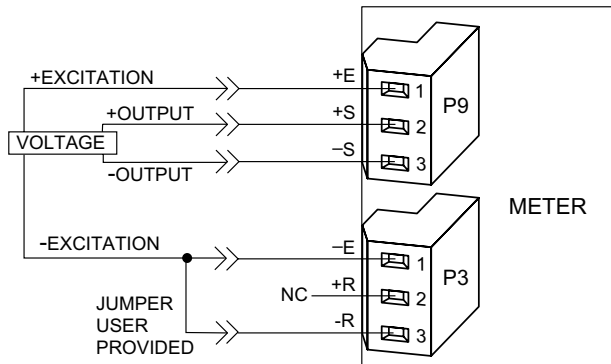 +EXCITATION
+E
1
+OUTPUT
+S
2
P9
VOLTAGE
–S
3
-OUTPUT
METER
-EXCITATION
–E
1
NC
+R
2
P3
JUMPER
USER
PROVIDED
-R
3